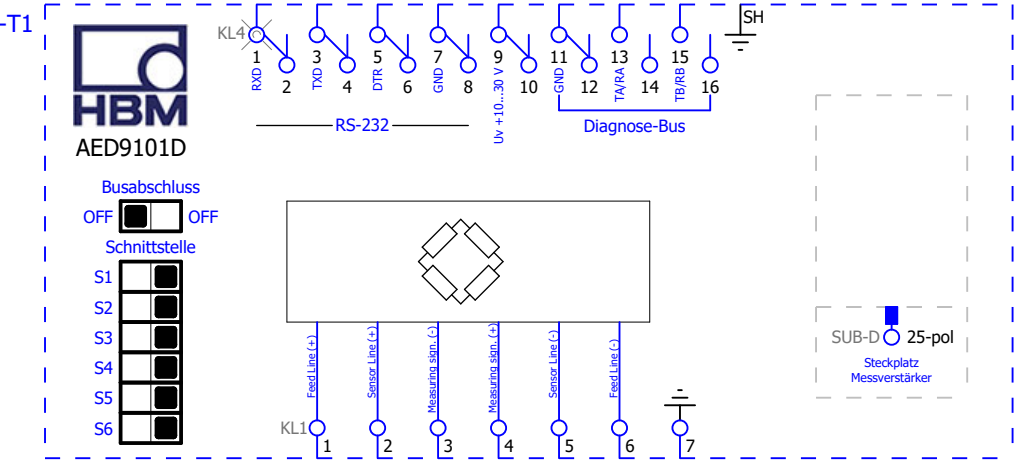 -T1
SH
KL4
1 3 5 7 9 11 13 15
RXD TXD DTR GND Uv +10...30 V GND TA/RA TB/RB
2 4 6 8 10 12 14 16
HBM
AED9101D
RS-232
Diagnose-Bus
Busabschluss
OFF OFF
Schnittstelle
S1
S2
S3
S4
S5
S6
Feed Line (+)
Sensor Line (+)
Measuring sign. (-)
Measuring sign. (+)
Sensor Line (-)
Feed Line (-)
KL1
1 2 3 4 5 6 7
SUB-D 25-pol
Steckplatz
Messverstärker